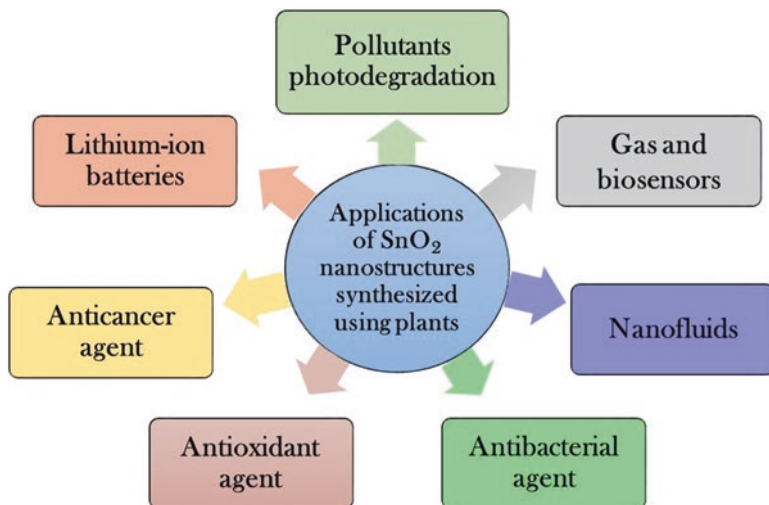 Pollutants
photodegradation
Lithium-ion
batteries
Gas and
biosensors
Applications
of SnO₂
nanostructures
synthesized
using plants
Anticancer
agent
Nanofluids
Antioxidant
agent
Antibacterial
agent